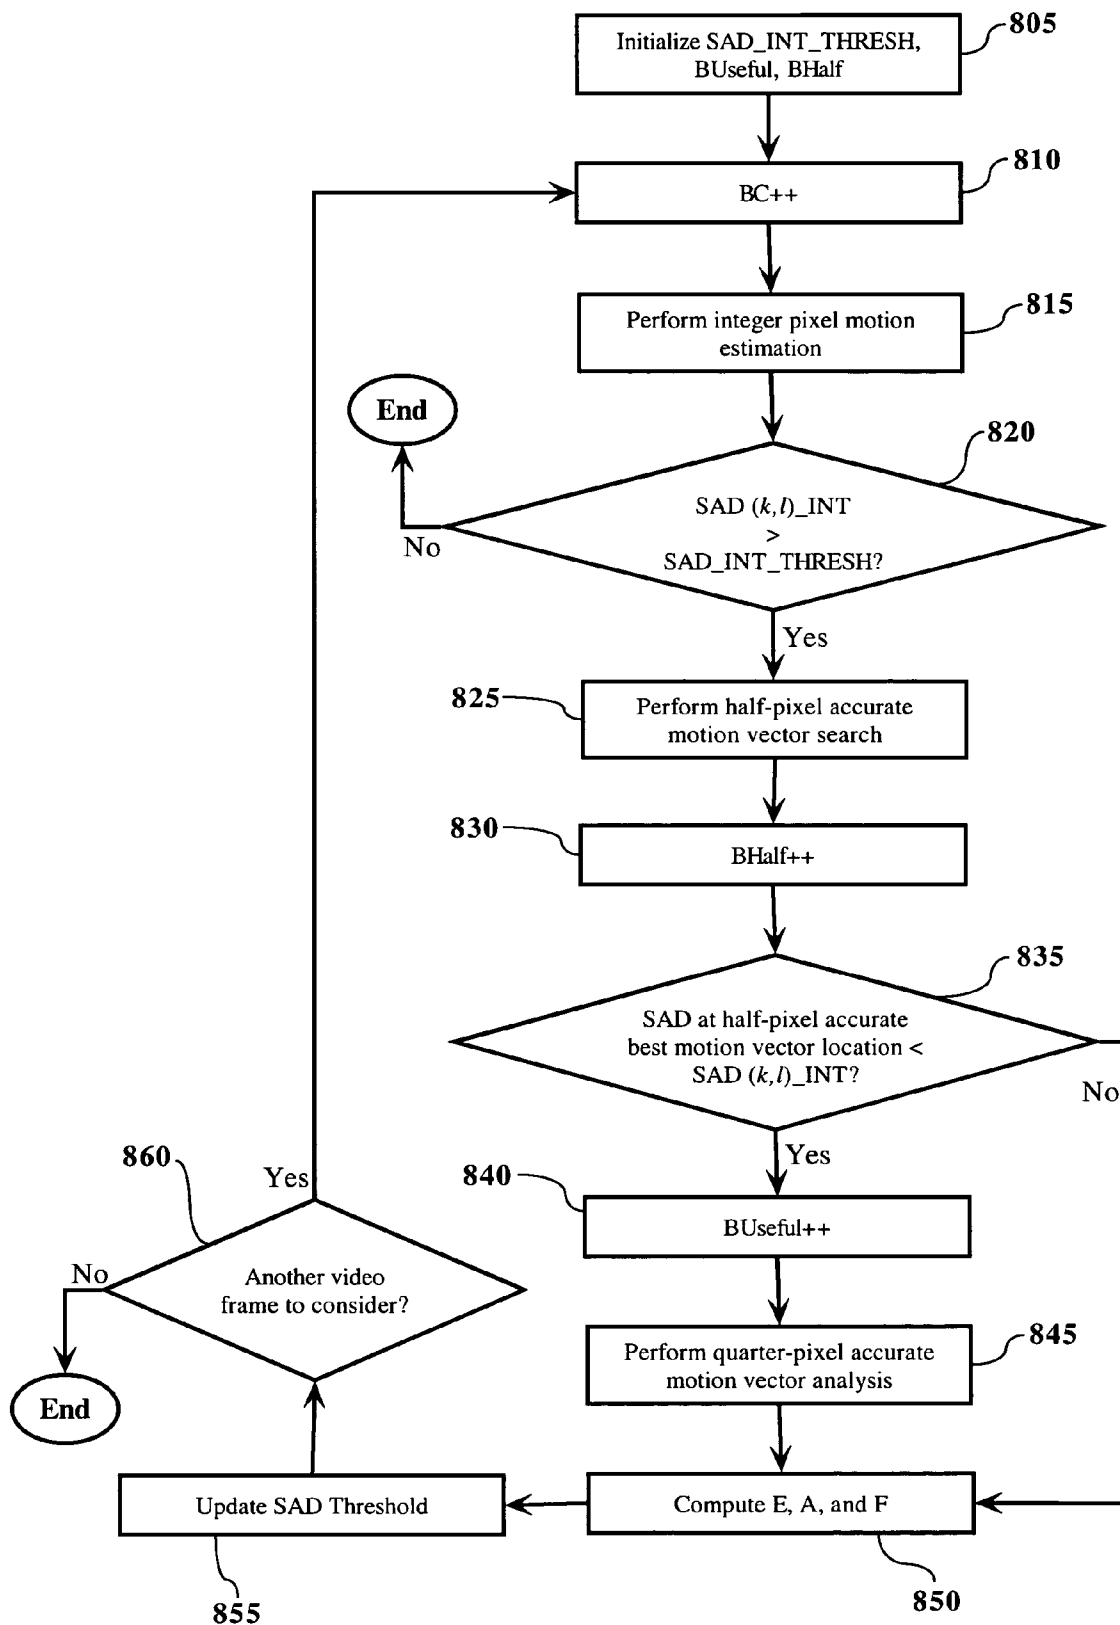 Initialize SAD_INT_THRESH,
BUseful, BHalf
805
BC++
810
Perform integer pixel motion
estimation
815
End
820
SAD (k,l)_INT
>
SAD_INT_THRESH?
No
Yes
825
Perform half-pixel accurate
motion vector search
830
BHalf++
835
SAD at half-pixel accurate
best motion vector location <
SAD (k,l)_INT?
No
Yes
840
BUseful++
845
Perform quarter-pixel accurate
motion vector analysis
Compute E, A, and F
850
Update SAD Threshold
855
860
Yes
Another video
frame to consider?
No
End